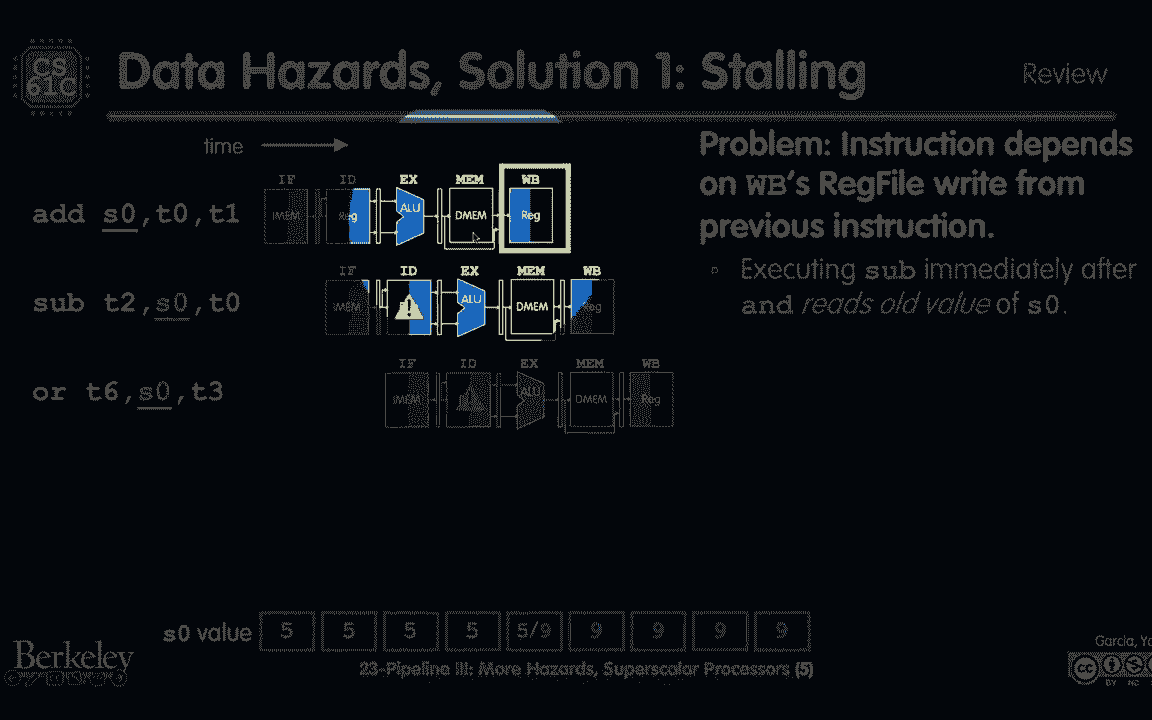 CS
61C
Data Hazards, Solution 1: Stalling
Review
time
Problem: Instruction depends
on WB's RegFile write from
previous instruction.
Executing sub immediately after
and reads old value of s0.
IF ID EX MEM WB
add s0,t0,t1
IMEM Reg ALU DMEM Reg
IF ID EX MEM WB
sub t2,s0,t0
IMEM ALU DMEM Reg
IF ID EX MEM WB
or t6,s0,t3
IMEM ALU DMEM Reg
s0 value 5 5 5 5 5/9 9 9 9 9
Berkeley
23-Pipeline III: More Hazards, Superscalar Processors (5)
Garcia, Yo
cc
BY NC